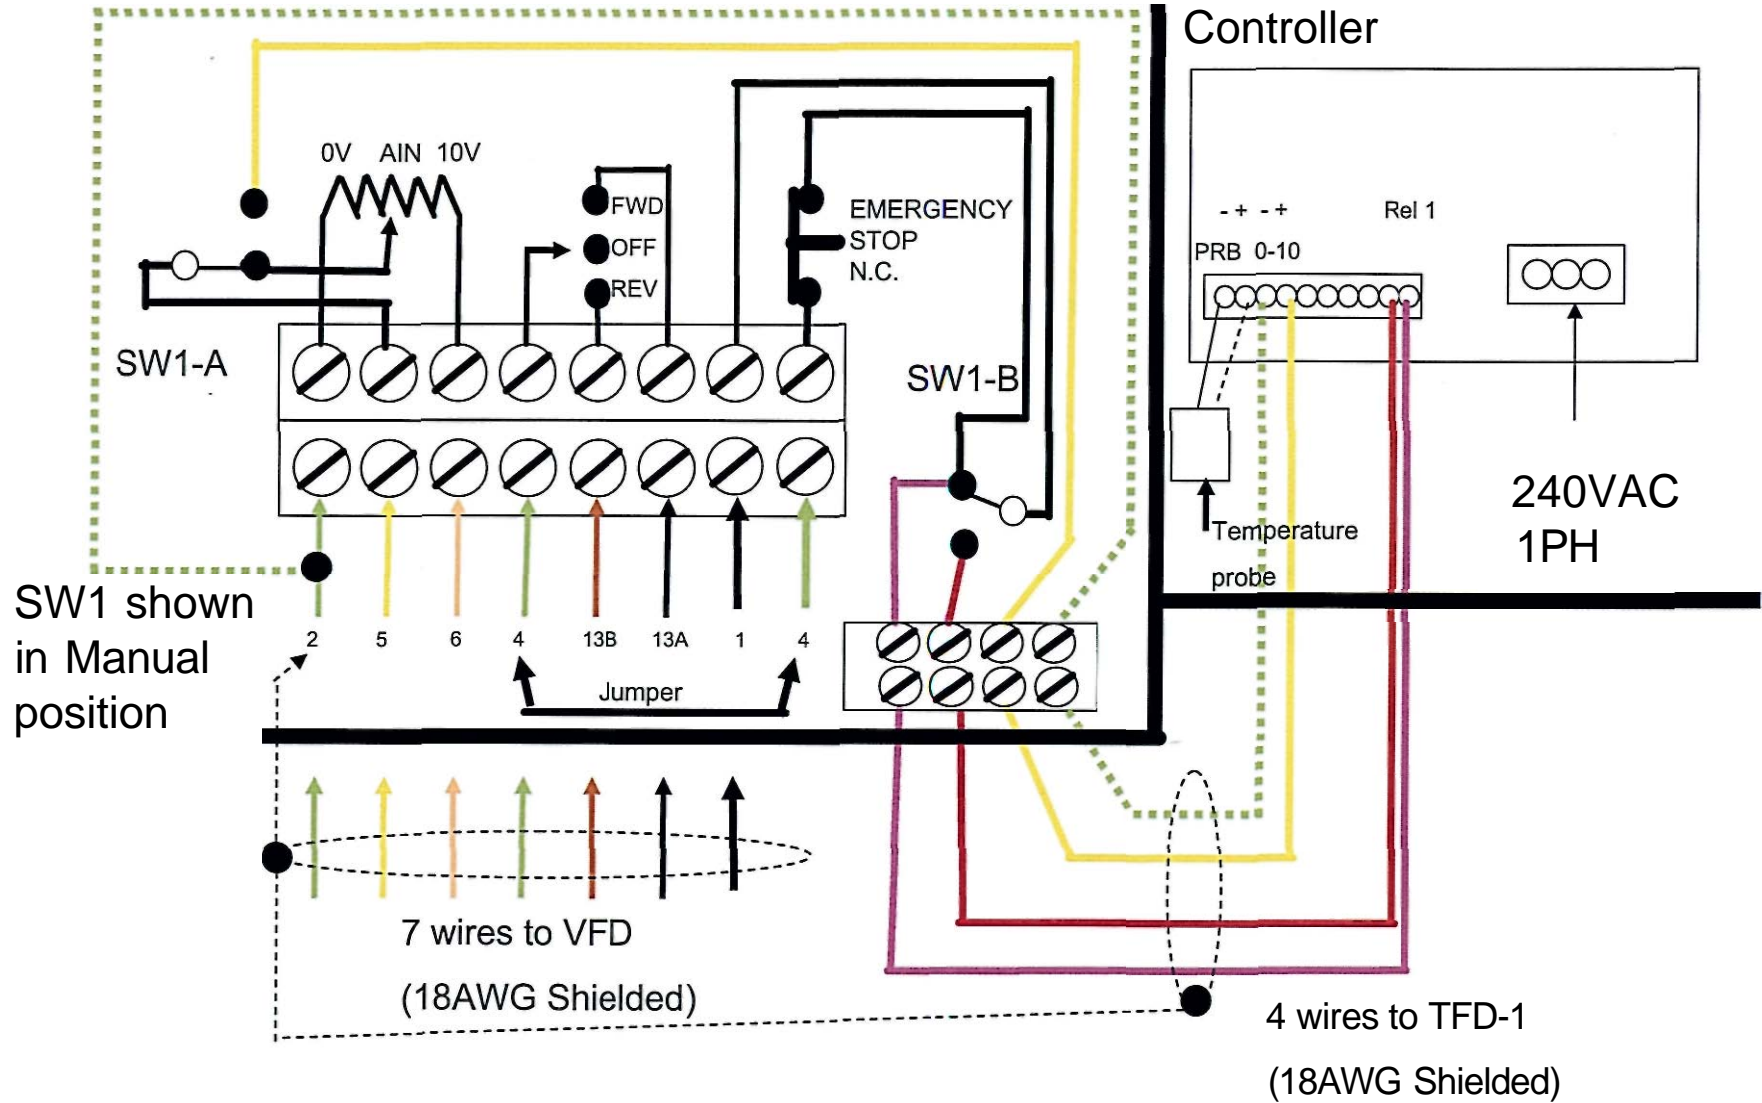 Controller
0V AIN 10V
FWD
OFF
REV
EMERGENCY
STOP
N.C.
- + - +
Rel 1
PRB 0-10
SW1-A
SW1-B
240VAC
1PH
Temperature
probe
SW1 shown
in Manual
position
2 5 6 4 13B 13A 1 4
Jumper
7 wires to VFD
(18AWG Shielded)
4 wires to TFD-1
(18AWG Shielded)